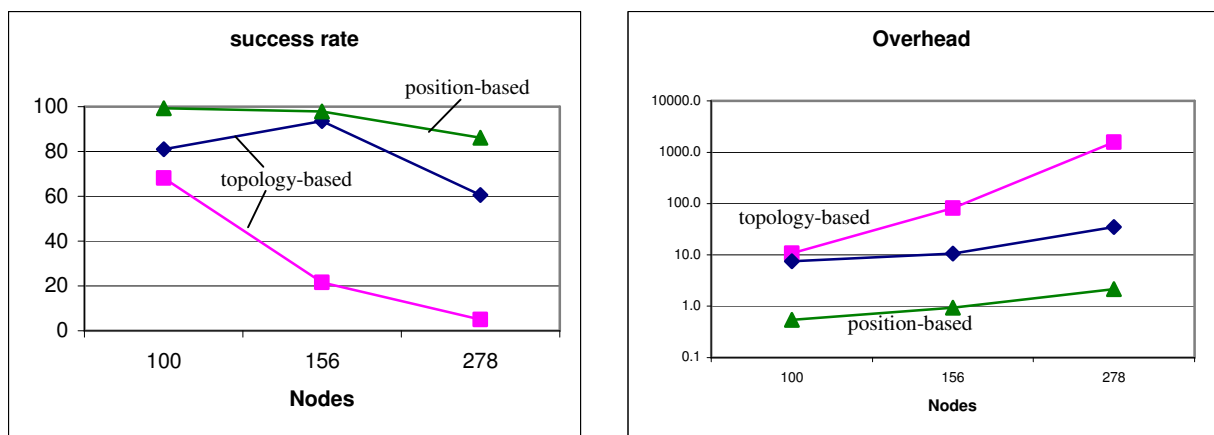 success rate
position-based
100
80
topology-based
60
40
20
0
100 156 278
Nodes
Overhead
10000.0
1000.0
100.0
topology-based
10.0
1.0
position-based
0.1
100 156 278
Nodes